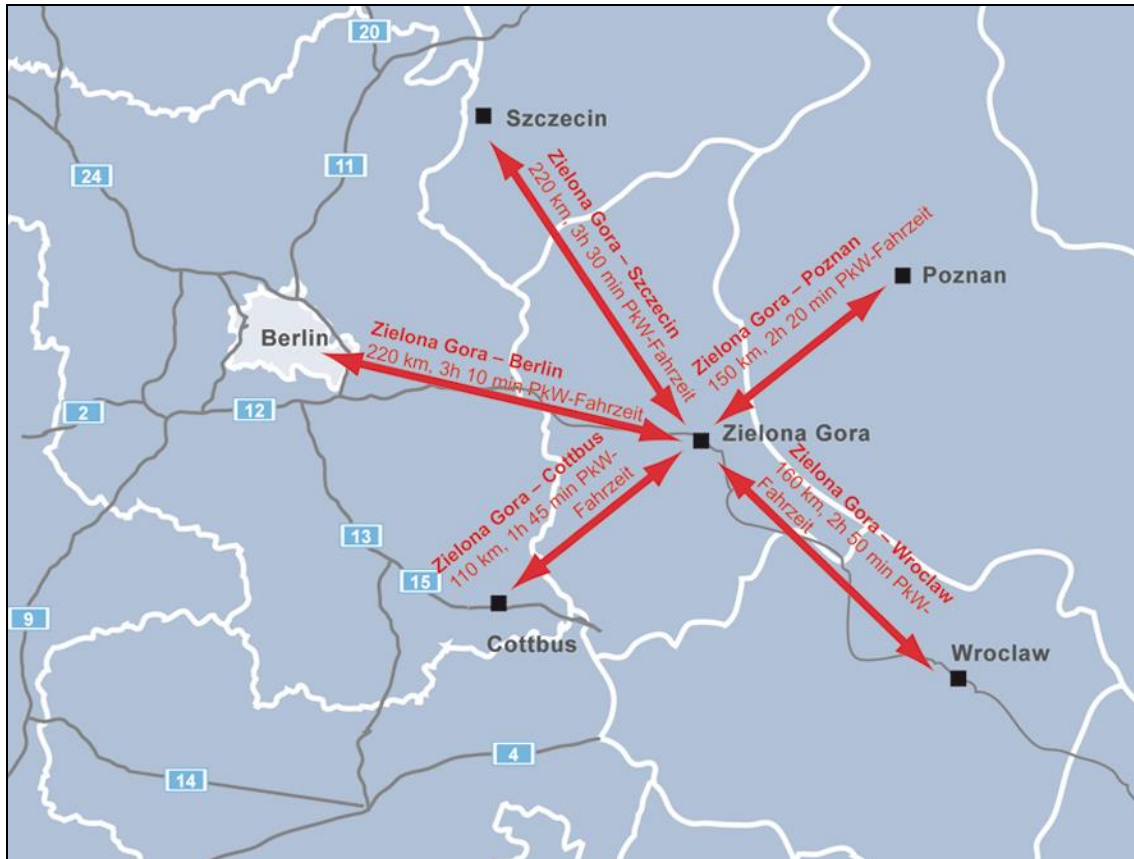 20
Szczecin
11
24
Zielona Gora – Szczecin
220 km, 3h 30 min PkW-Fahrzeit
Zielona Gora – Poznan
150 km, 2h 20 min PkW-Fahrzeit
Poznan
Berlin
Zielona Gora – Berlin
220 km, 3h 10 min PkW-Fahrzeit
2
12
Zielona Gora
Zielona Gora – Cottbus
110 km, 1h 45 min PkW-
Fahrzeit
Zielona Gora – Wroclaw
160 km, 2h 50 min PkW-
Fahrzeit
13
15
9
Cottbus
Wroclaw
4
14